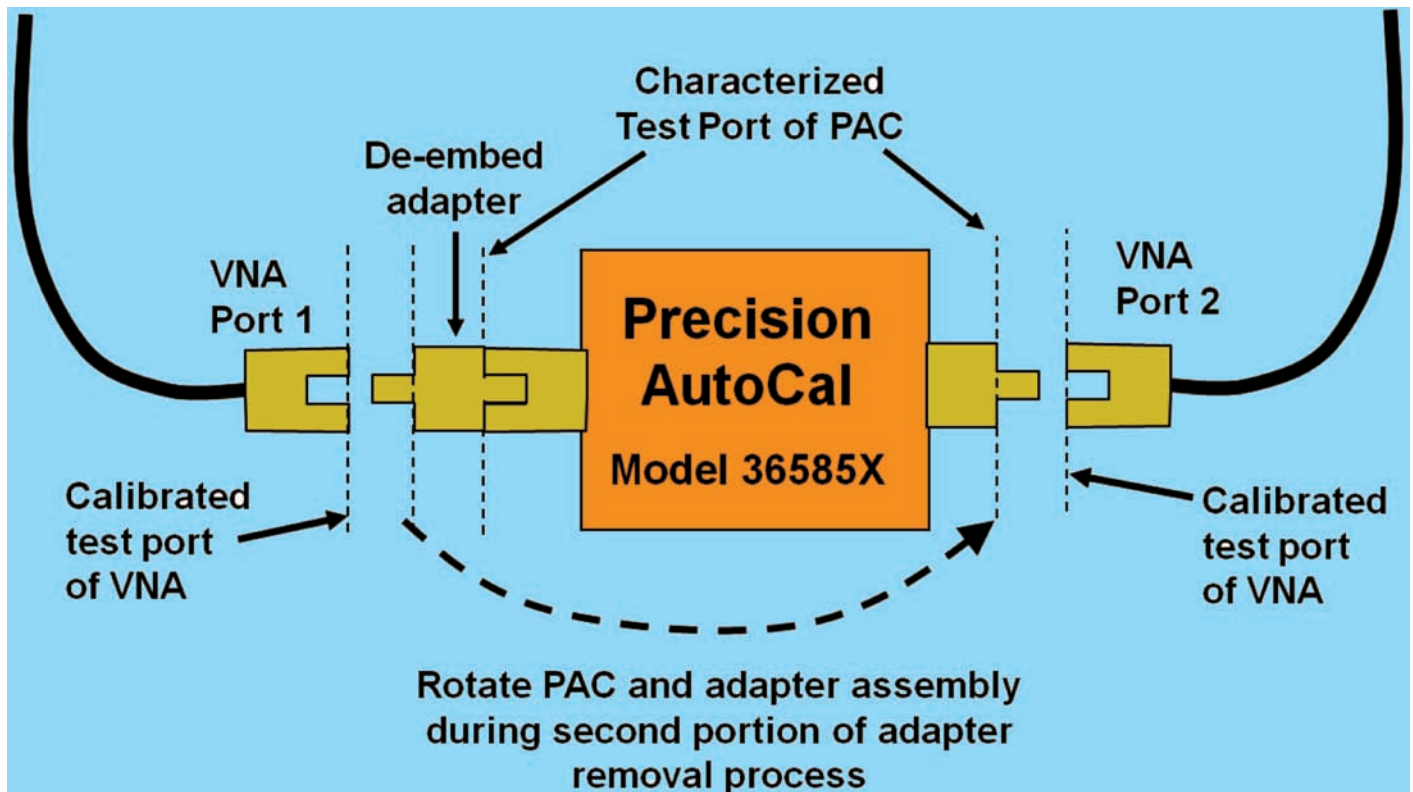 Characterized
Test Port of PAC
De-embed
adapter
VNA
Port 1
VNA
Port 2
Precision
AutoCal
Model 36585X
Calibrated
test port
of VNA
Calibrated
test port
of VNA
Rotate PAC and adapter assembly
during second portion of adapter
removal process